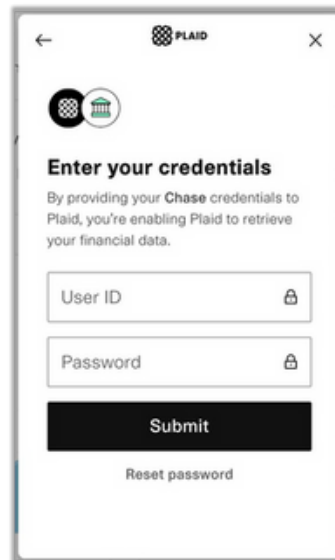 PLAID
Enter your credentials
By providing your Chase credentials to
Plaid, you're enabling Plaid to retrieve
your financial data.
User ID
Password
Submit
Reset password